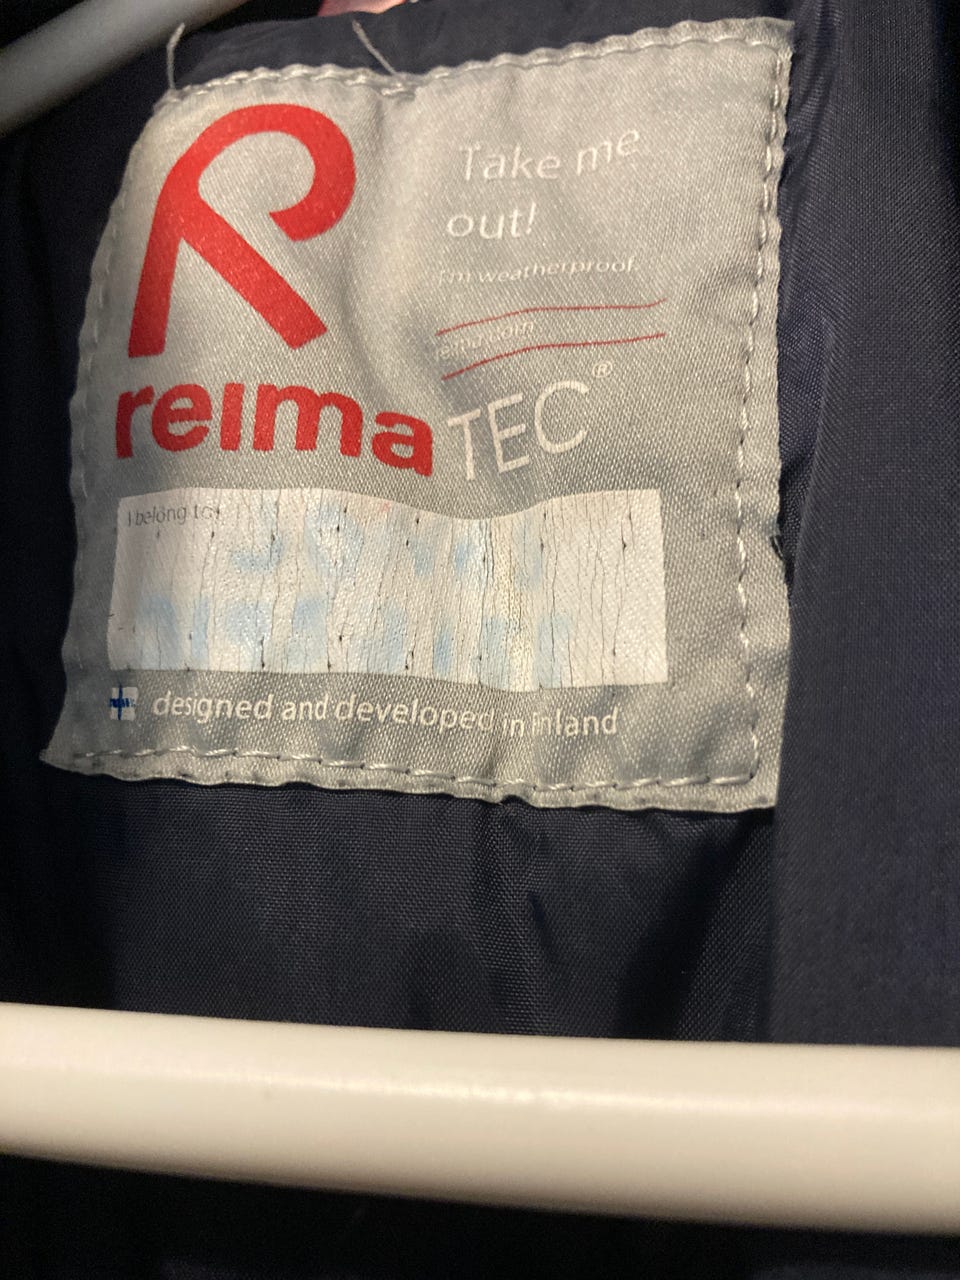 Take me
out!
I'm weatherproof.
reima TEC®
I belong to:
designed and developed in Finland